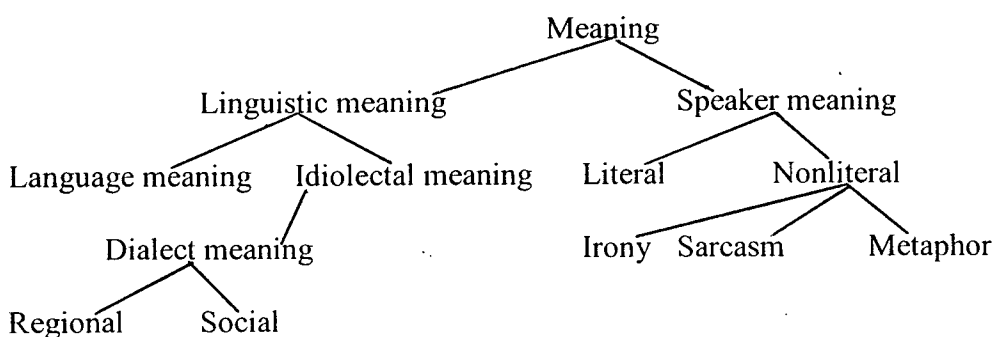 Meaning
Linguistic meaning Speaker meaning
Language meaning Idiolectal meaning Literal Nonliteral
Dialect meaning Irony Sarcasm Metaphor
Regional Social